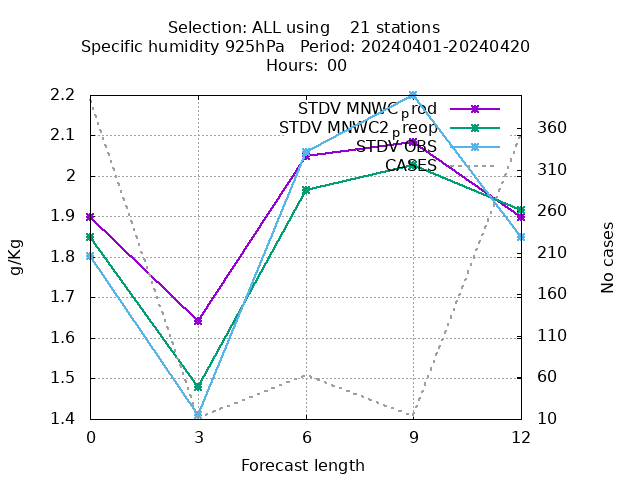 Selection: ALL using 21 stations
Specific humidity 925hPa Period: 20240401-20240420
Hours: 00
STDV MNWC_prod
STDV MNWC2_preop
STDV OBS
CASES
2.2
2.1
2
1.9
1.8
1.7
1.6
1.5
1.4
g/Kg
360
310
260
210
160
110
60
10
No cases
0 3 6 9 12
Forecast length